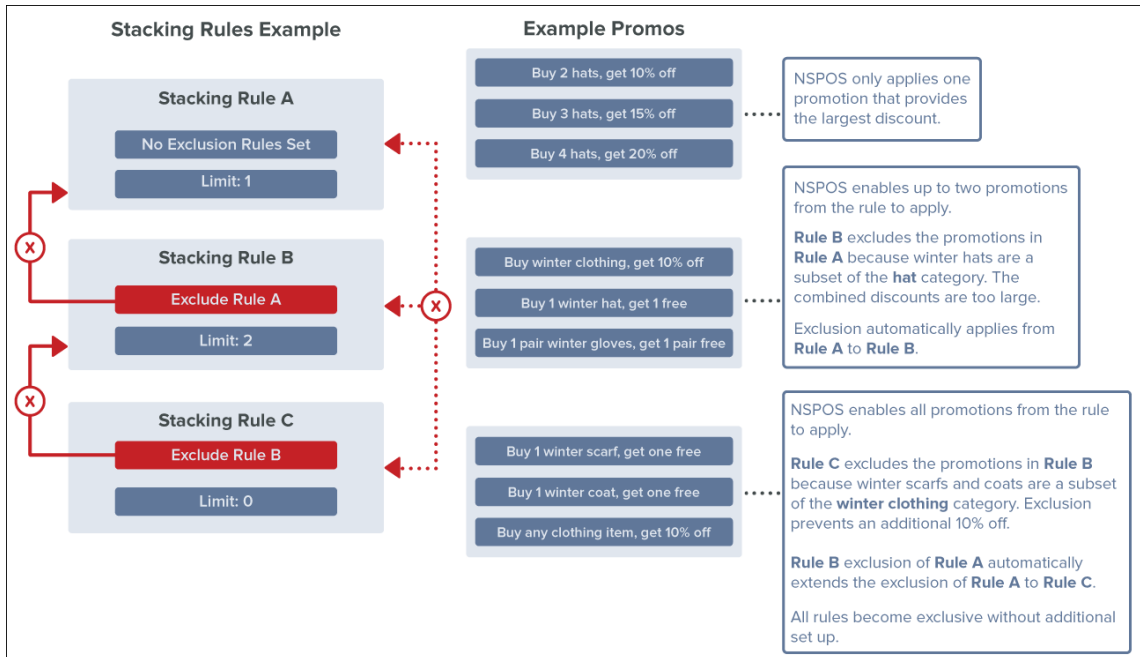 Stacking Rules Example
Stacking Rule A
No Exclusion Rules Set
Limit: 1
X
Stacking Rule B
Exclude Rule A
Limit: 2
X
Stacking Rule C
Exclude Rule B
Limit: 0
X
Example Promos
Buy 2 hats, get 10% off
Buy 3 hats, get 15% off
Buy 4 hats, get 20% off
NSPOS only applies one
promotion that provides
the largest discount.
Buy winter clothing, get 10% off
Buy 1 winter hat, get 1 free
Buy 1 pair winter gloves, get 1 pair free
NSPOS enables up to two promotions
from the rule to apply.
Rule B excludes the promotions in
Rule A because winter hats are a
subset of the hat category. The
combined discounts are too large.
Exclusion automatically applies from
Rule A to Rule B.
Buy 1 winter scarf, get one free
Buy 1 winter coat, get one free
Buy any clothing item, get 10% off
NSPOS enables all promotions from the rule
to apply.
Rule C excludes the promotions in Rule B
because winter scarfs and coats are a subset
of the winter clothing category. Exclusion
prevents an additional 10% off.
Rule B exclusion of Rule A automatically
extends the exclusion of Rule A to Rule C.
All rules become exclusive without additional
set up.